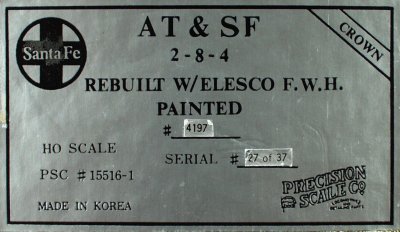 AT & SF
Santa Fe
CROWN
2-8-4
REBUILT W/ELESCO F.W.H.
PAINTED
# 4197
HO SCALE
SERIAL # 27 of 37
PSC # 15516-1
PRECISION
SCALE CO.
MADE IN KOREA